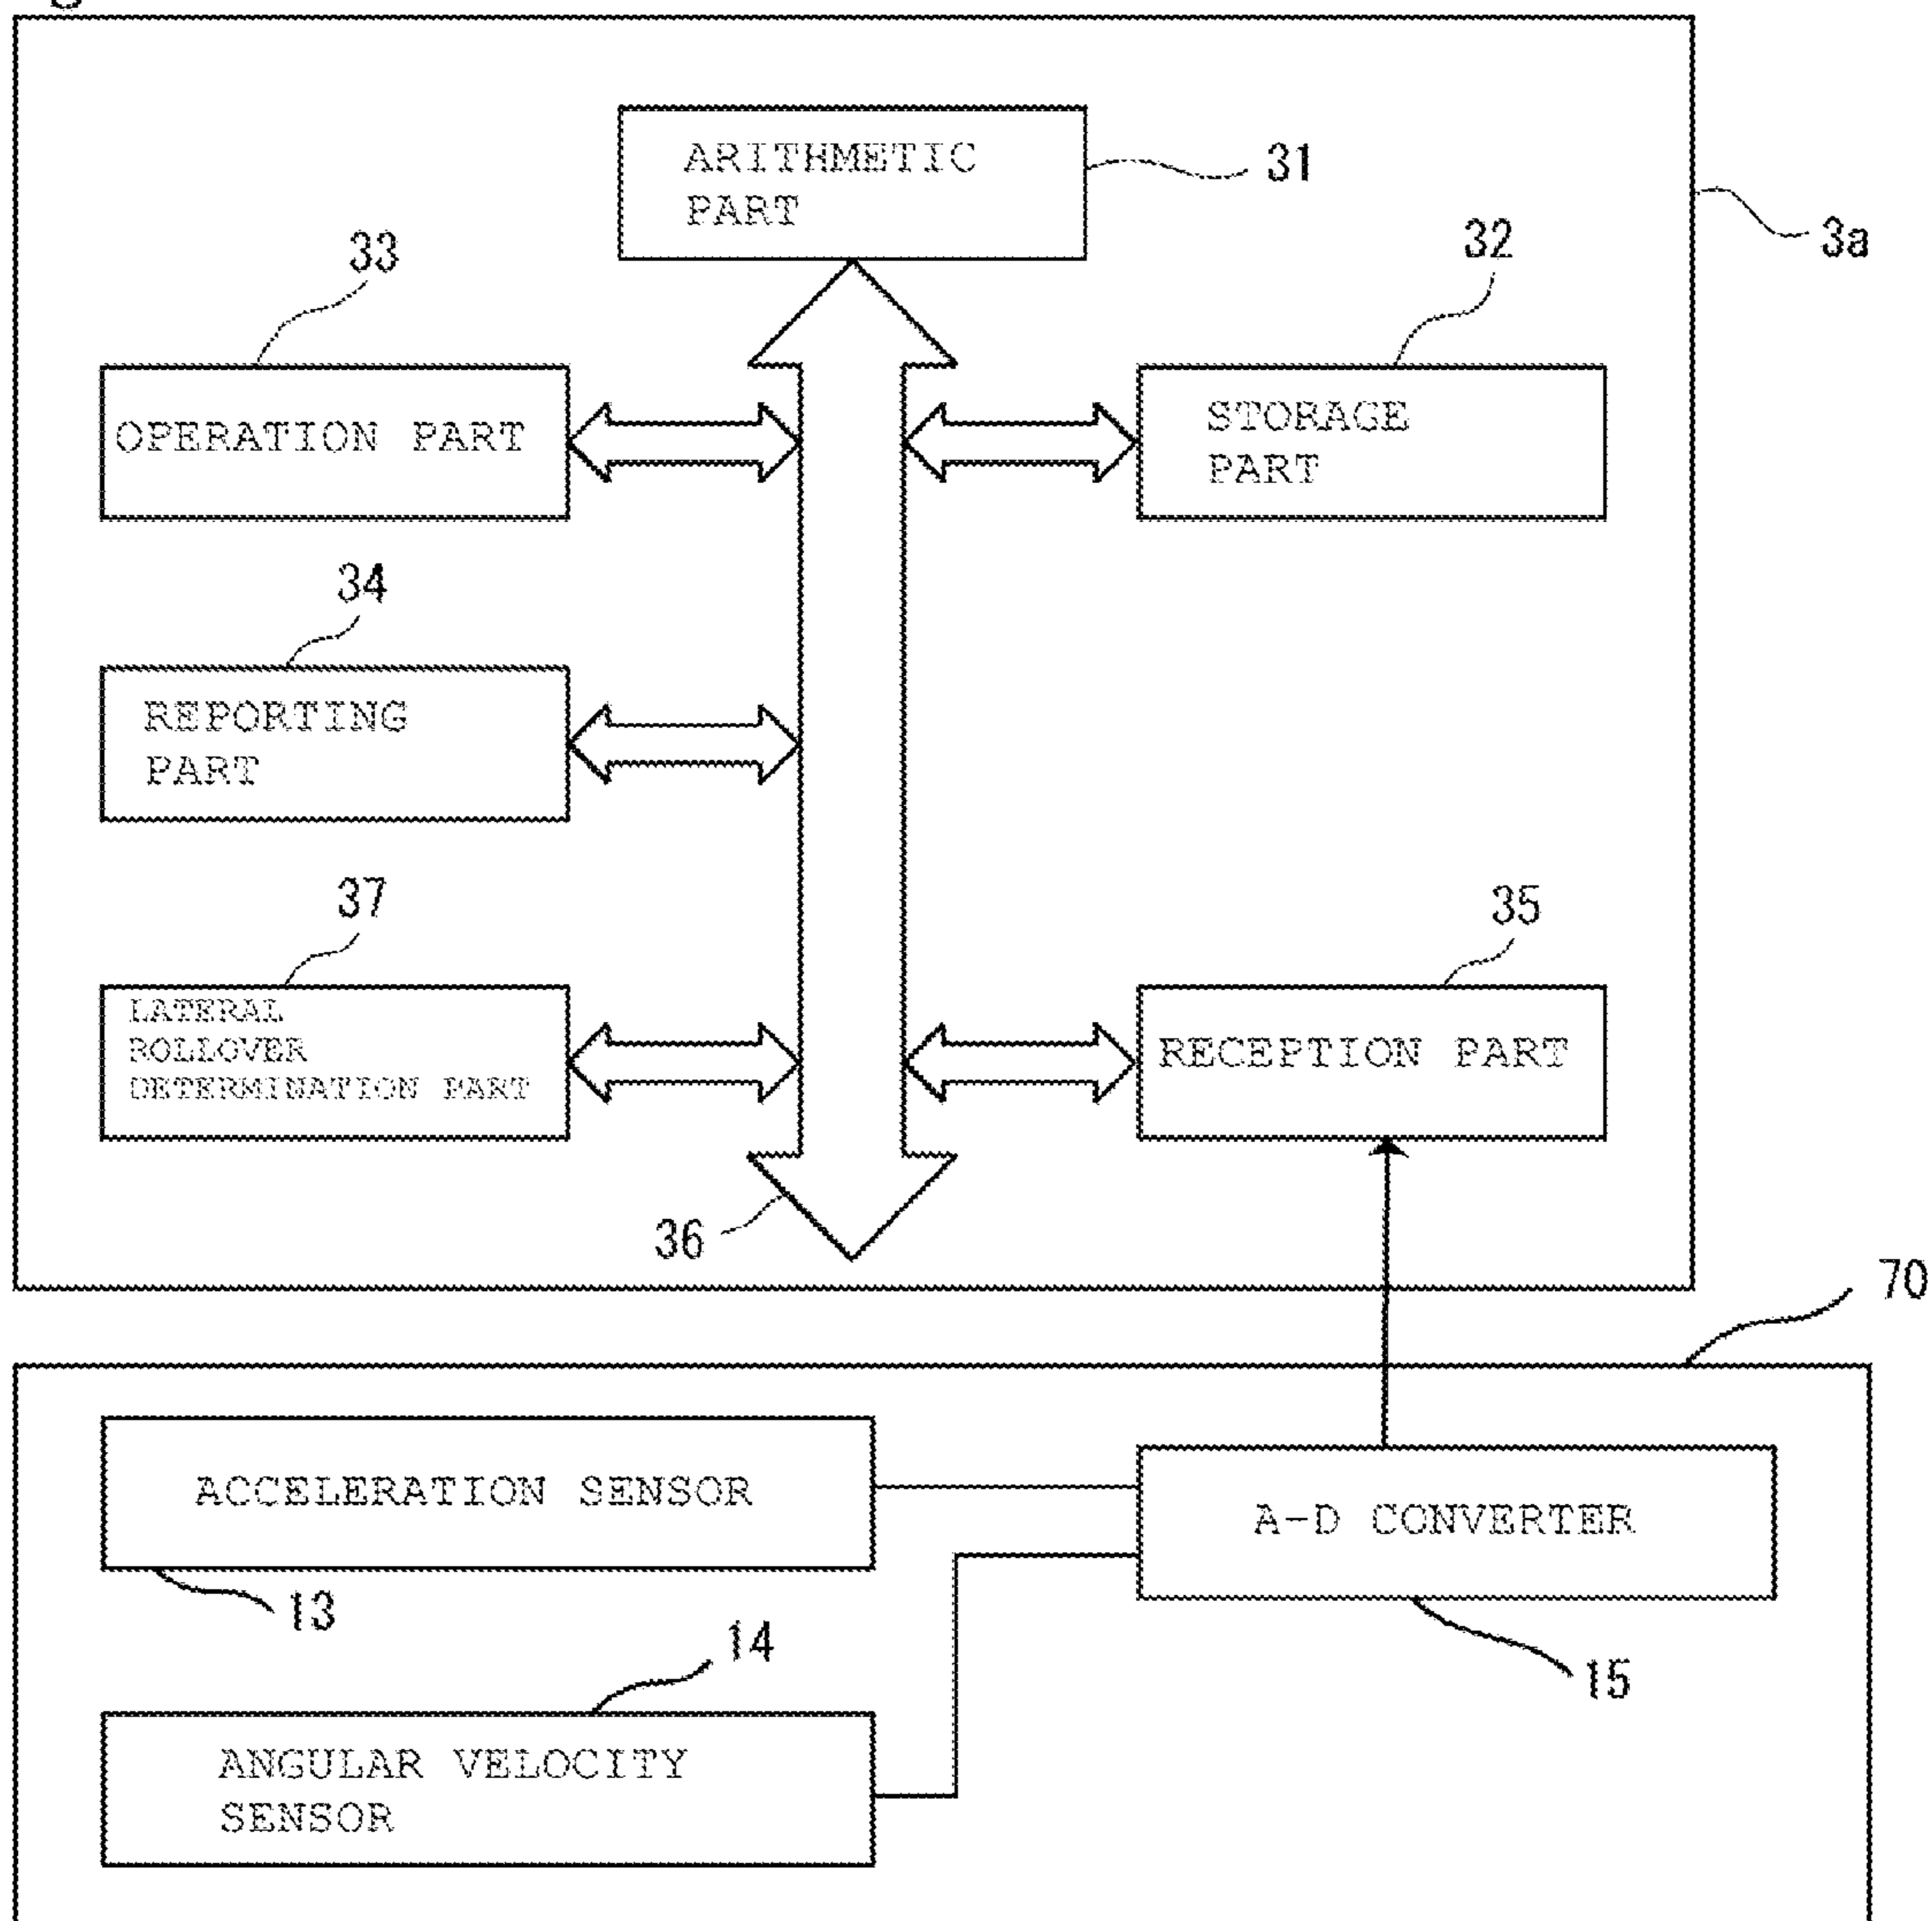 ARITHMETIC
PART
31
3a
33
32
OPERATION PART
STORAGE
PART
34
REPORTING
PART
37
35
LATERAL
ROLLOVER
DETERMINATION PART
RECEPTION PART
36
70
ACCELERATION SENSOR
A-D CONVERTER
13
14
15
ANGULAR VELOCITY
SENSOR